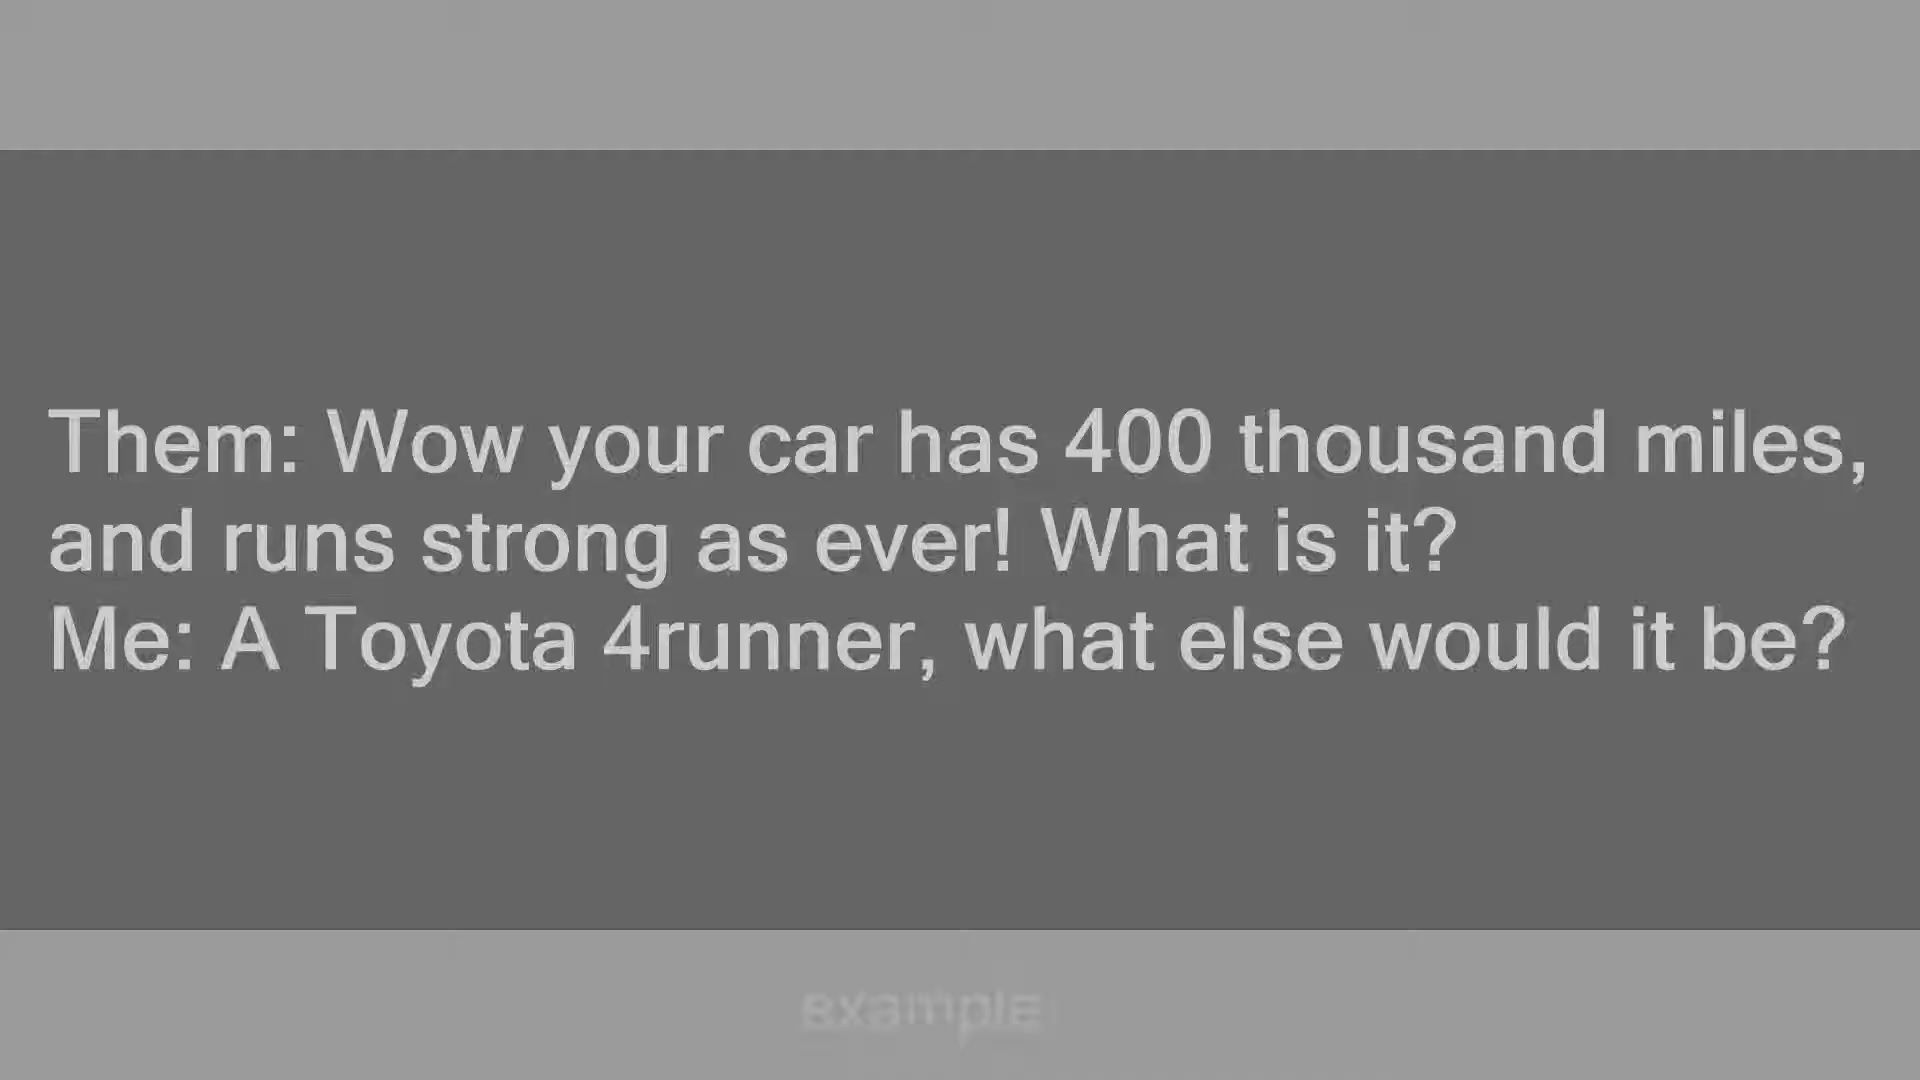 Them: Wow your car has 400 thousand miles,
and runs strong as ever! What is it?
Me: A Toyota 4runner, what else would it be?
example